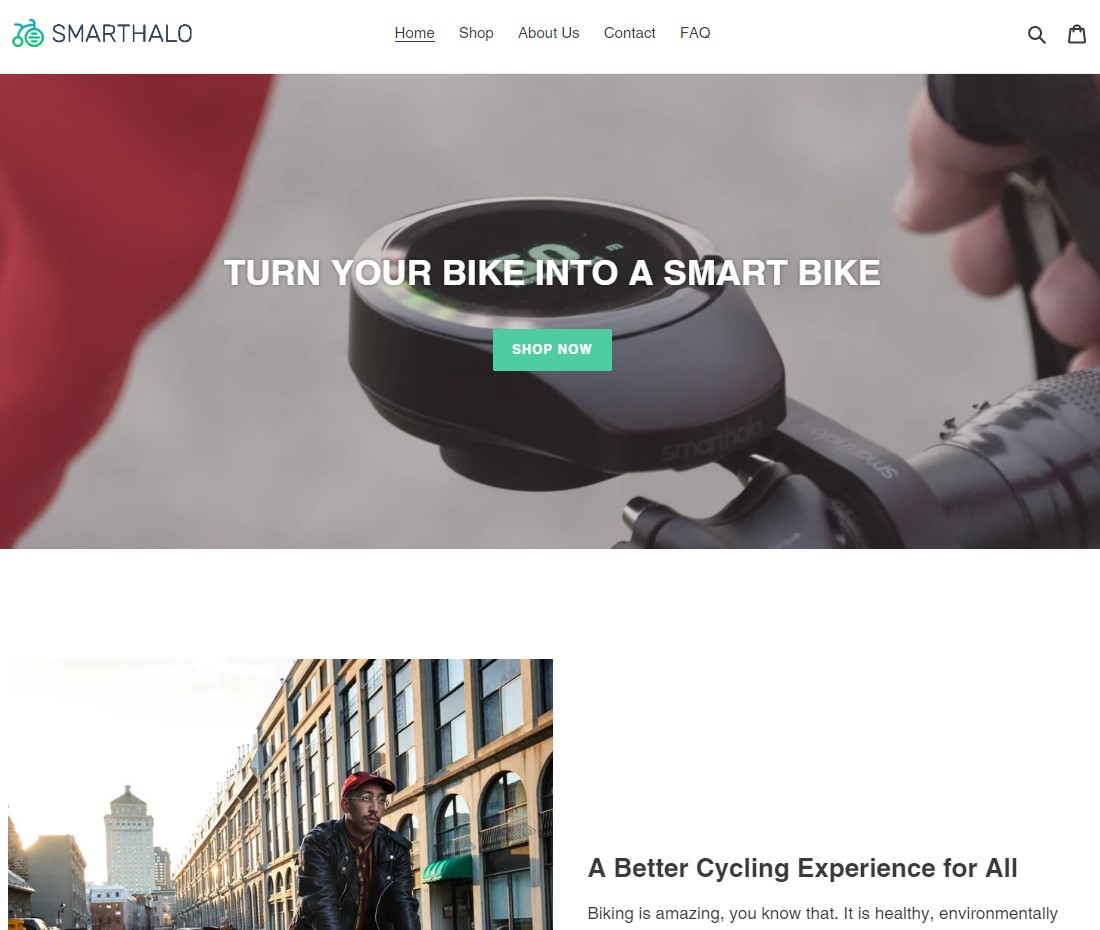 SMARTHALO
Home Shop About Us Contact FAQ
TURN YOUR BIKE INTO A SMART BIKE
SHOP NOW
smarthalo
smarthalo
A Better Cycling Experience for All
Biking is amazing, you know that. It is healthy, environmentally